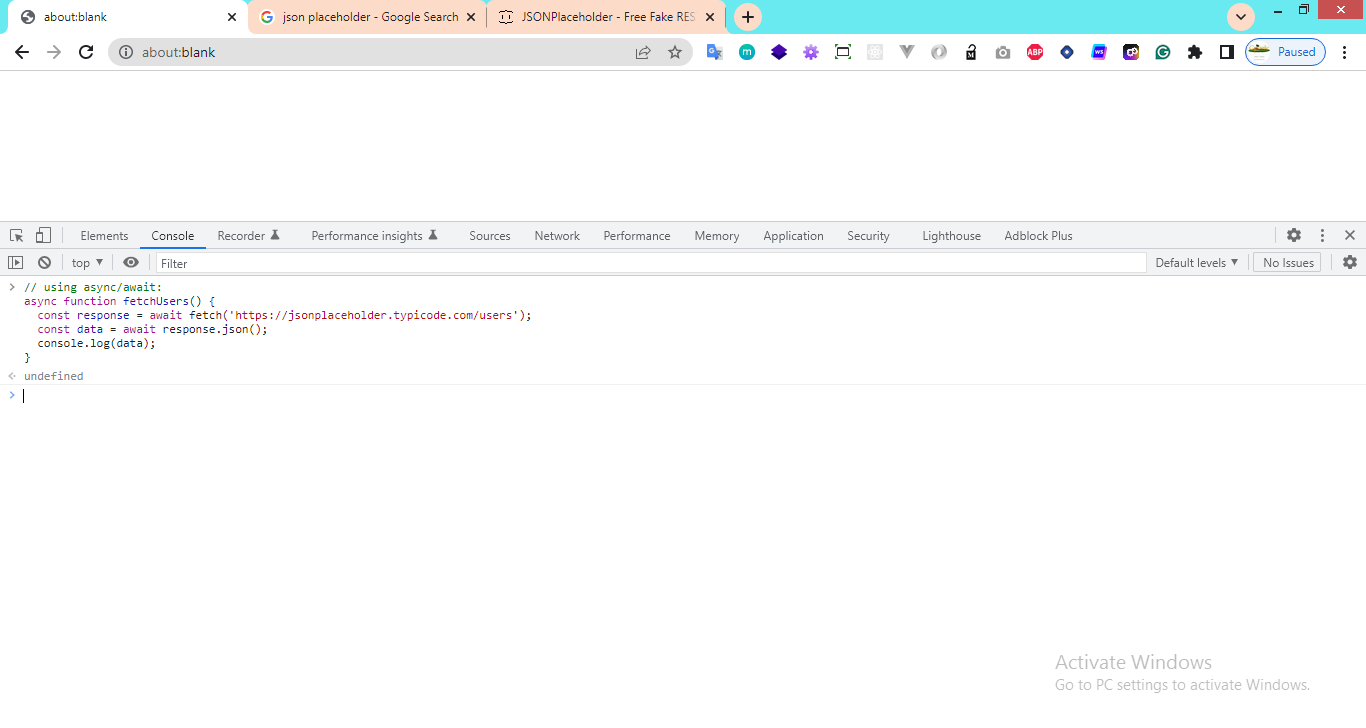 about:blank
json placeholder - Google Search
JSONPlaceholder - Free Fake RES
about:blank
ABP
WS
Paused
Elements
Console
Recorder
Performance insights
Sources
Network
Performance
Memory
Application
Security
Lighthouse
Adblock Plus
top
Filter
Default levels
No Issues
// using async/await:
async function fetchUsers() {
const response = await fetch('https://jsonplaceholder.typicode.com/users');
const data = await response.json();
console.log(data);
}
undefined
Activate Windows
Go to PC settings to activate Windows.